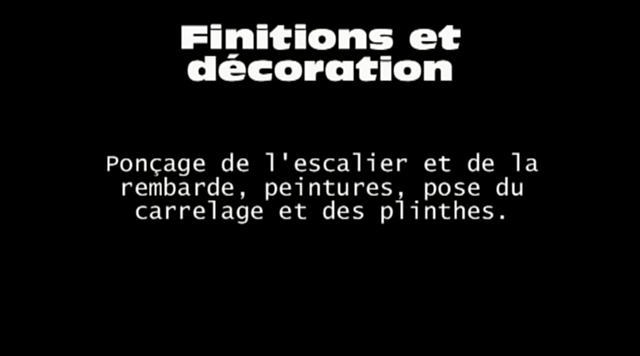 Finitions et
décoration
Ponçage de l'escalier et de la
rembarde, peintures, pose du
carrelage et des plinthes.